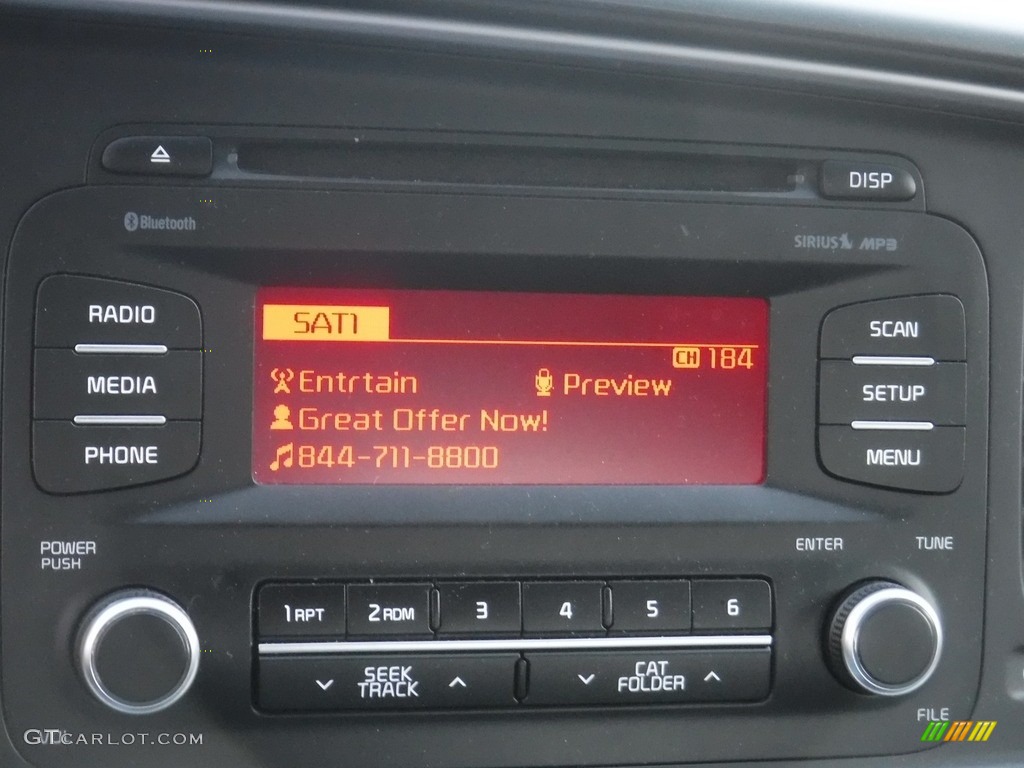 DISP
Bluetooth
SIRIUS MP3
RADIO
MEDIA
PHONE
SAT1
CH 184
Entrtain Preview
Great Offer Now!
844-711-8800
SCAN
SETUP
MENU
POWER
PUSH
ENTER
TUNE
1 RPT 2 RDM 3 4 5 6
SEEK
TRACK
CAT
FOLDER
FILE
GTCARLOT.COM